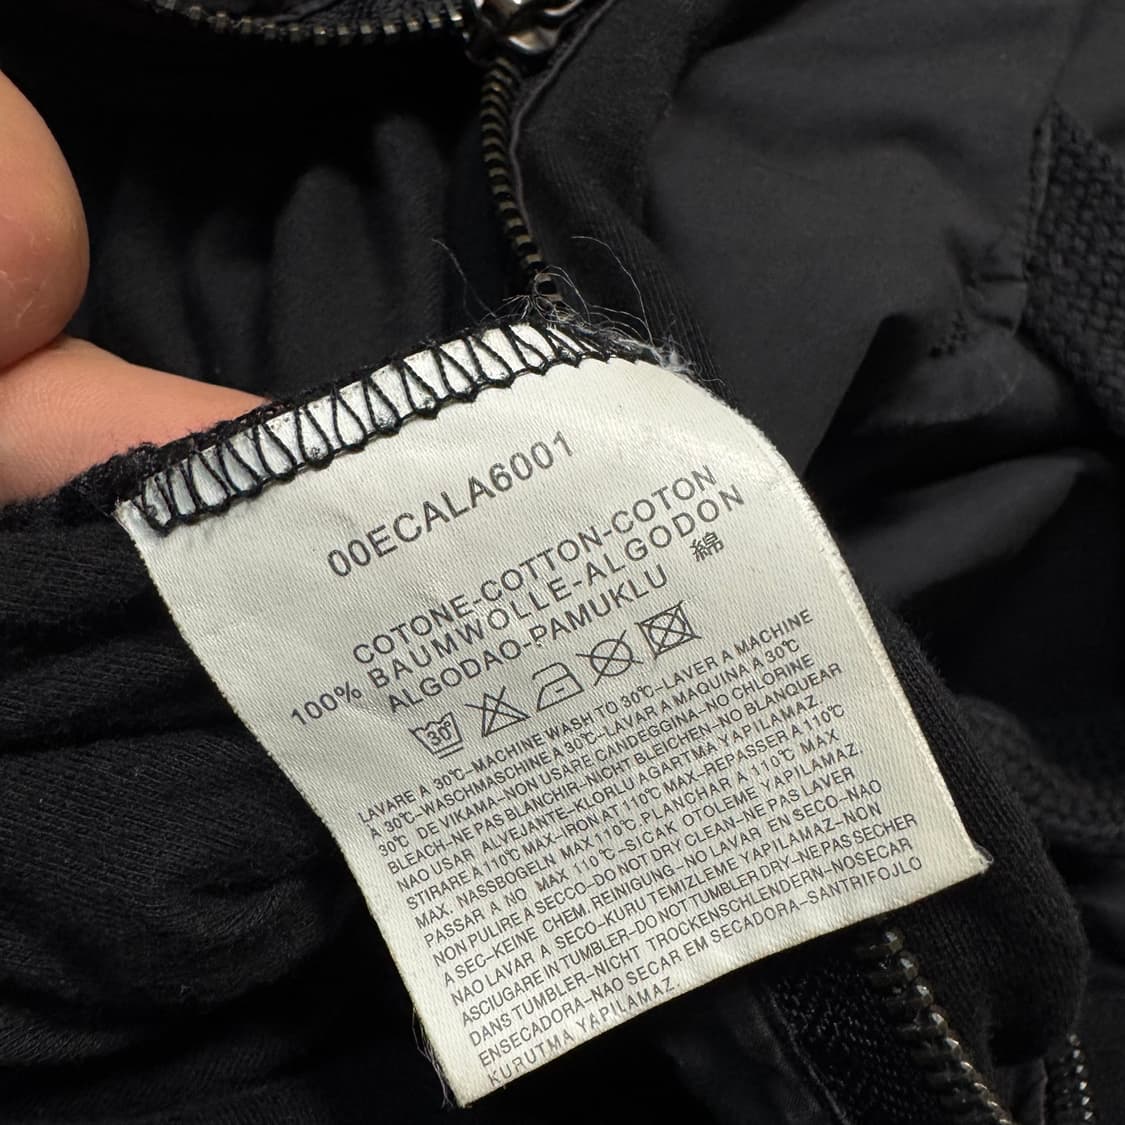 00ECALA6001
COTONE-COTTON-COTON
100% BAUMWOLLE-ALGODON
ALGODAO-PAMUKLU 綿
30°
LAVARE A 30℃-MACHINE WASH TO 30℃-LAVER A MACHINE
A 30℃-WASCHMASCHINE A 30℃-LAVAR A MAQUINA A 30℃
30℃ DE VIKAMA-NON USARE CANDEGGINA-NO CHLORINE
BLEACH-NE PAS BLANCHIR-NICHT BLEICHEN-NO BLANQUEAR
NAO USAR ALVEJANTE-KLORLU AGARTMA YAPILAMAZ.
STIRARE A 110℃ MAX-IRON AT 110℃ MAX-REPASSER A 110℃
MAX. NASSBOGELN MAX 110℃ PLANCHAR A 110℃ MAX
PASSAR A NO MAX 110℃-SICAK OTOLEME YAPILAMAZ.
NON PULIRE A SECCO-DO NOT DRY CLEAN-NE PAS LAVER
A SEC-KEINE CHEM. REINIGUNG-NO LAVAR EN SECO-NAO
NAO LAVAR A SECO-KURU TEMIZLEME YAPILAMAZ-NON
ASCIUGARE IN TUMBLER-DO NOT TUMBLER DRY-NE PAS SECHER
DANS TUMBLER-NICHT TROCKENSCHLENDERN-NO SECAR
ENSECADORA-NAO SECAR EM SECADORA-SANTRIFOJLO
KURUTMA YAPILAMAZ.